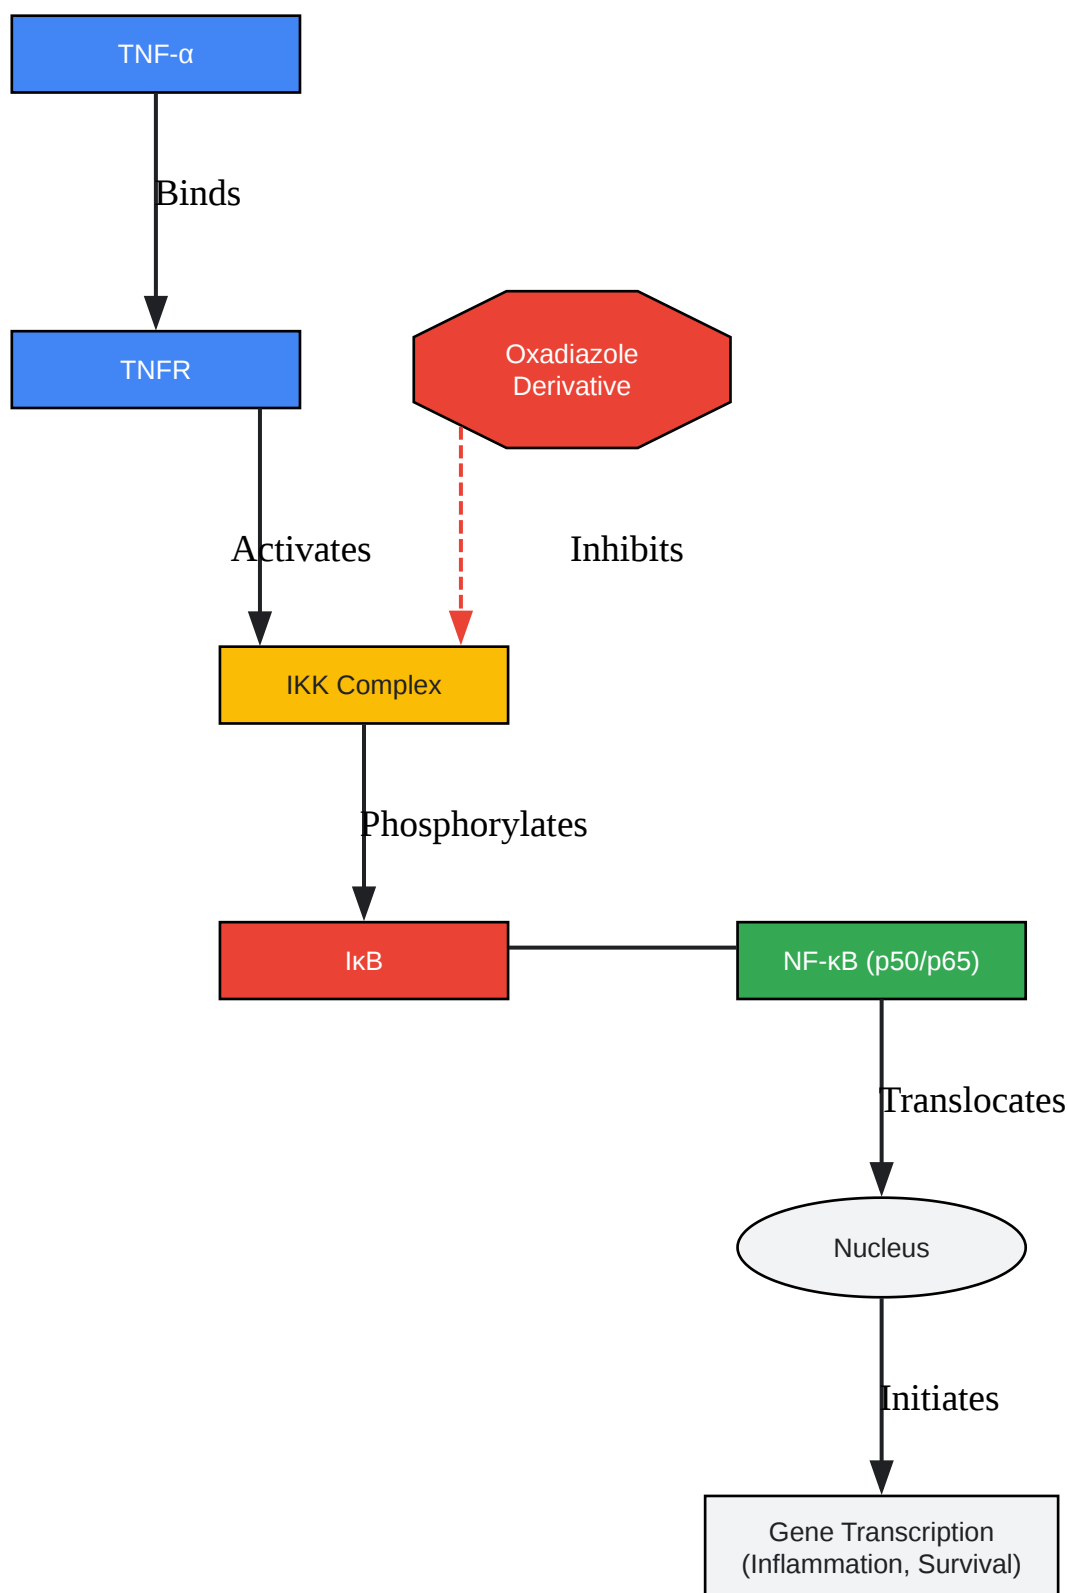 TNF-α
Binds
TNFR
Oxadiazole
Derivative
Activates
Inhibits
IKK Complex
Phosphorylates
IκB
NF-κB (p50/p65)
Translocates
Nucleus
Initiates
Gene Transcription
(Inflammation, Survival)